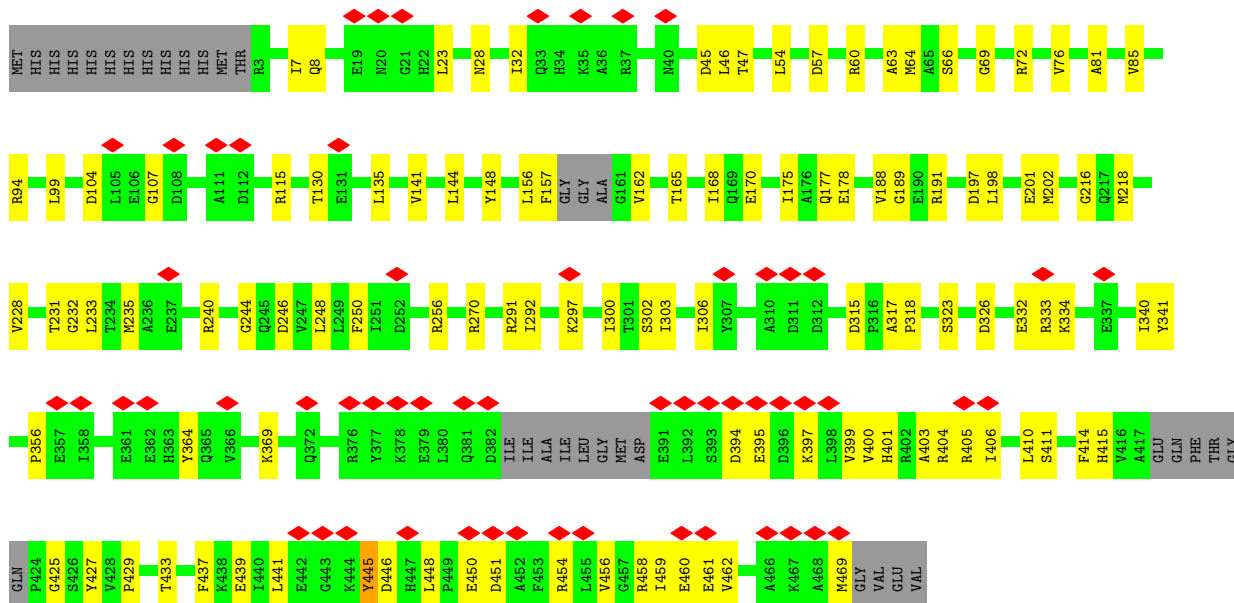 MET HIS HIS HIS HIS HIS HIS HIS HIS HIS HIS MET THR R3 I7 Q8 E19 N20 G21 H22 L23 N28 I32 Q33 H34 K35 A36 R37 N40 D45 L46 T47 L54 D57 R60 A63 M64 A65 S66 G69 R72 V76 A81 V85
R94 L99 D104 L105 E106 G107 D108 A111 D112 R115 T130 E131 L135 V141 L144 Y148 L156 F157 GLY GLY ALA G161 V162 T165 I168 Q169 E170 I175 A176 Q177 E178 V188 G189 E190 R191 D197 L198 E201 M202 G216 Q217 M218
V228 T231 G232 L233 T234 M235 A236 E237 R240 G244 Q245 D246 V247 L248 L249 F250 I251 D252 R256 R270 R291 I292 K297 I300 T301 S302 I303 I306 Y307 A310 D311 D312 D315 P316 A317 P318 S323 D326 E332 R333 K334 E337 I340 Y341
P356 E357 I358 E361 E362 H363 Y364 Q365 V366 K369 Q372 R376 Y377 K378 E379 L380 Q381 D382 ILE ILE ALA ILE LEU GLY MET ASP E391 L392 S393 D394 E395 D396 K397 L398 V399 V400 H401 R402 A403 R404 R405 I406 L410 S411 F414 H415 V416 A417 GLU GLN PHE THR GLY
GLN P424 G425 S426 Y427 V428 P429 T433 F437 K438 E439 I440 L441 E442 G443 K444 Y445 D446 H447 L448 P449 E450 D451 A452 F453 R454 L455 V456 G457 R458 I459 E460 E461 V462 A466 K467 A468 M469 GLY VAL GLU VAL